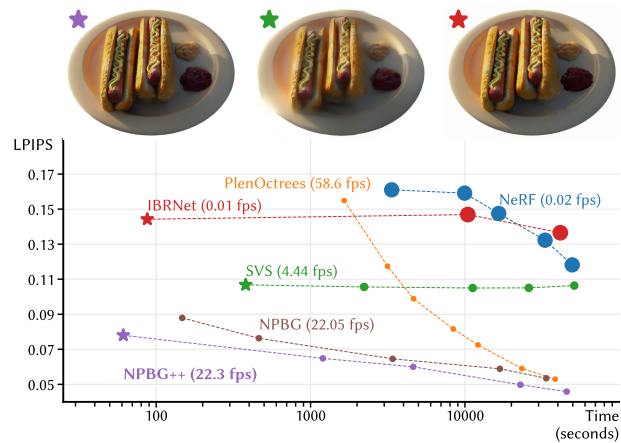 LPIPS
0.17
0.15
0.13
0.11
0.09
0.07
0.05
PlenOctrees (58.6 fps)
NeRF (0.02 fps)
IBRNet (0.01 fps)
SVS (4.44 fps)
NPBG (22.05 fps)
NPBG++ (22.3 fps)
100
1000
10000
Time
(seconds)